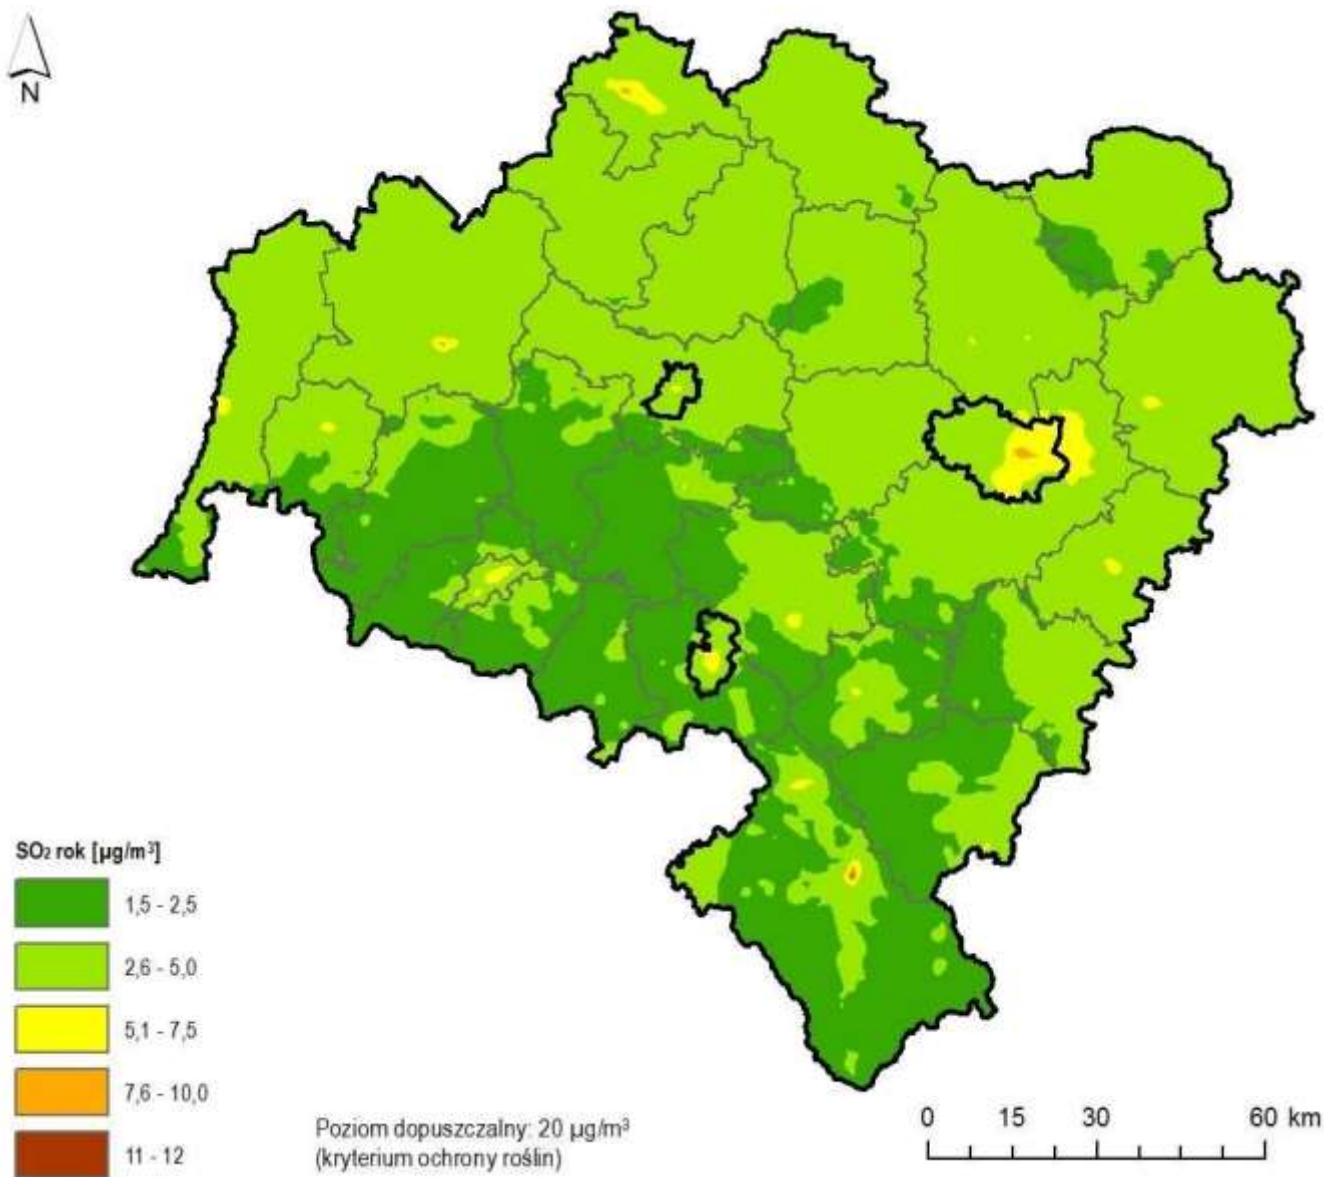 N
SO₂ rok [µg/m³]
1,5 - 2,5
2,6 - 5,0
5,1 - 7,5
7,6 - 10,0
11 - 12
Poziom dopuszczalny: 20 µg/m³
(kryterium ochrony roślin)
0 15 30 60 km